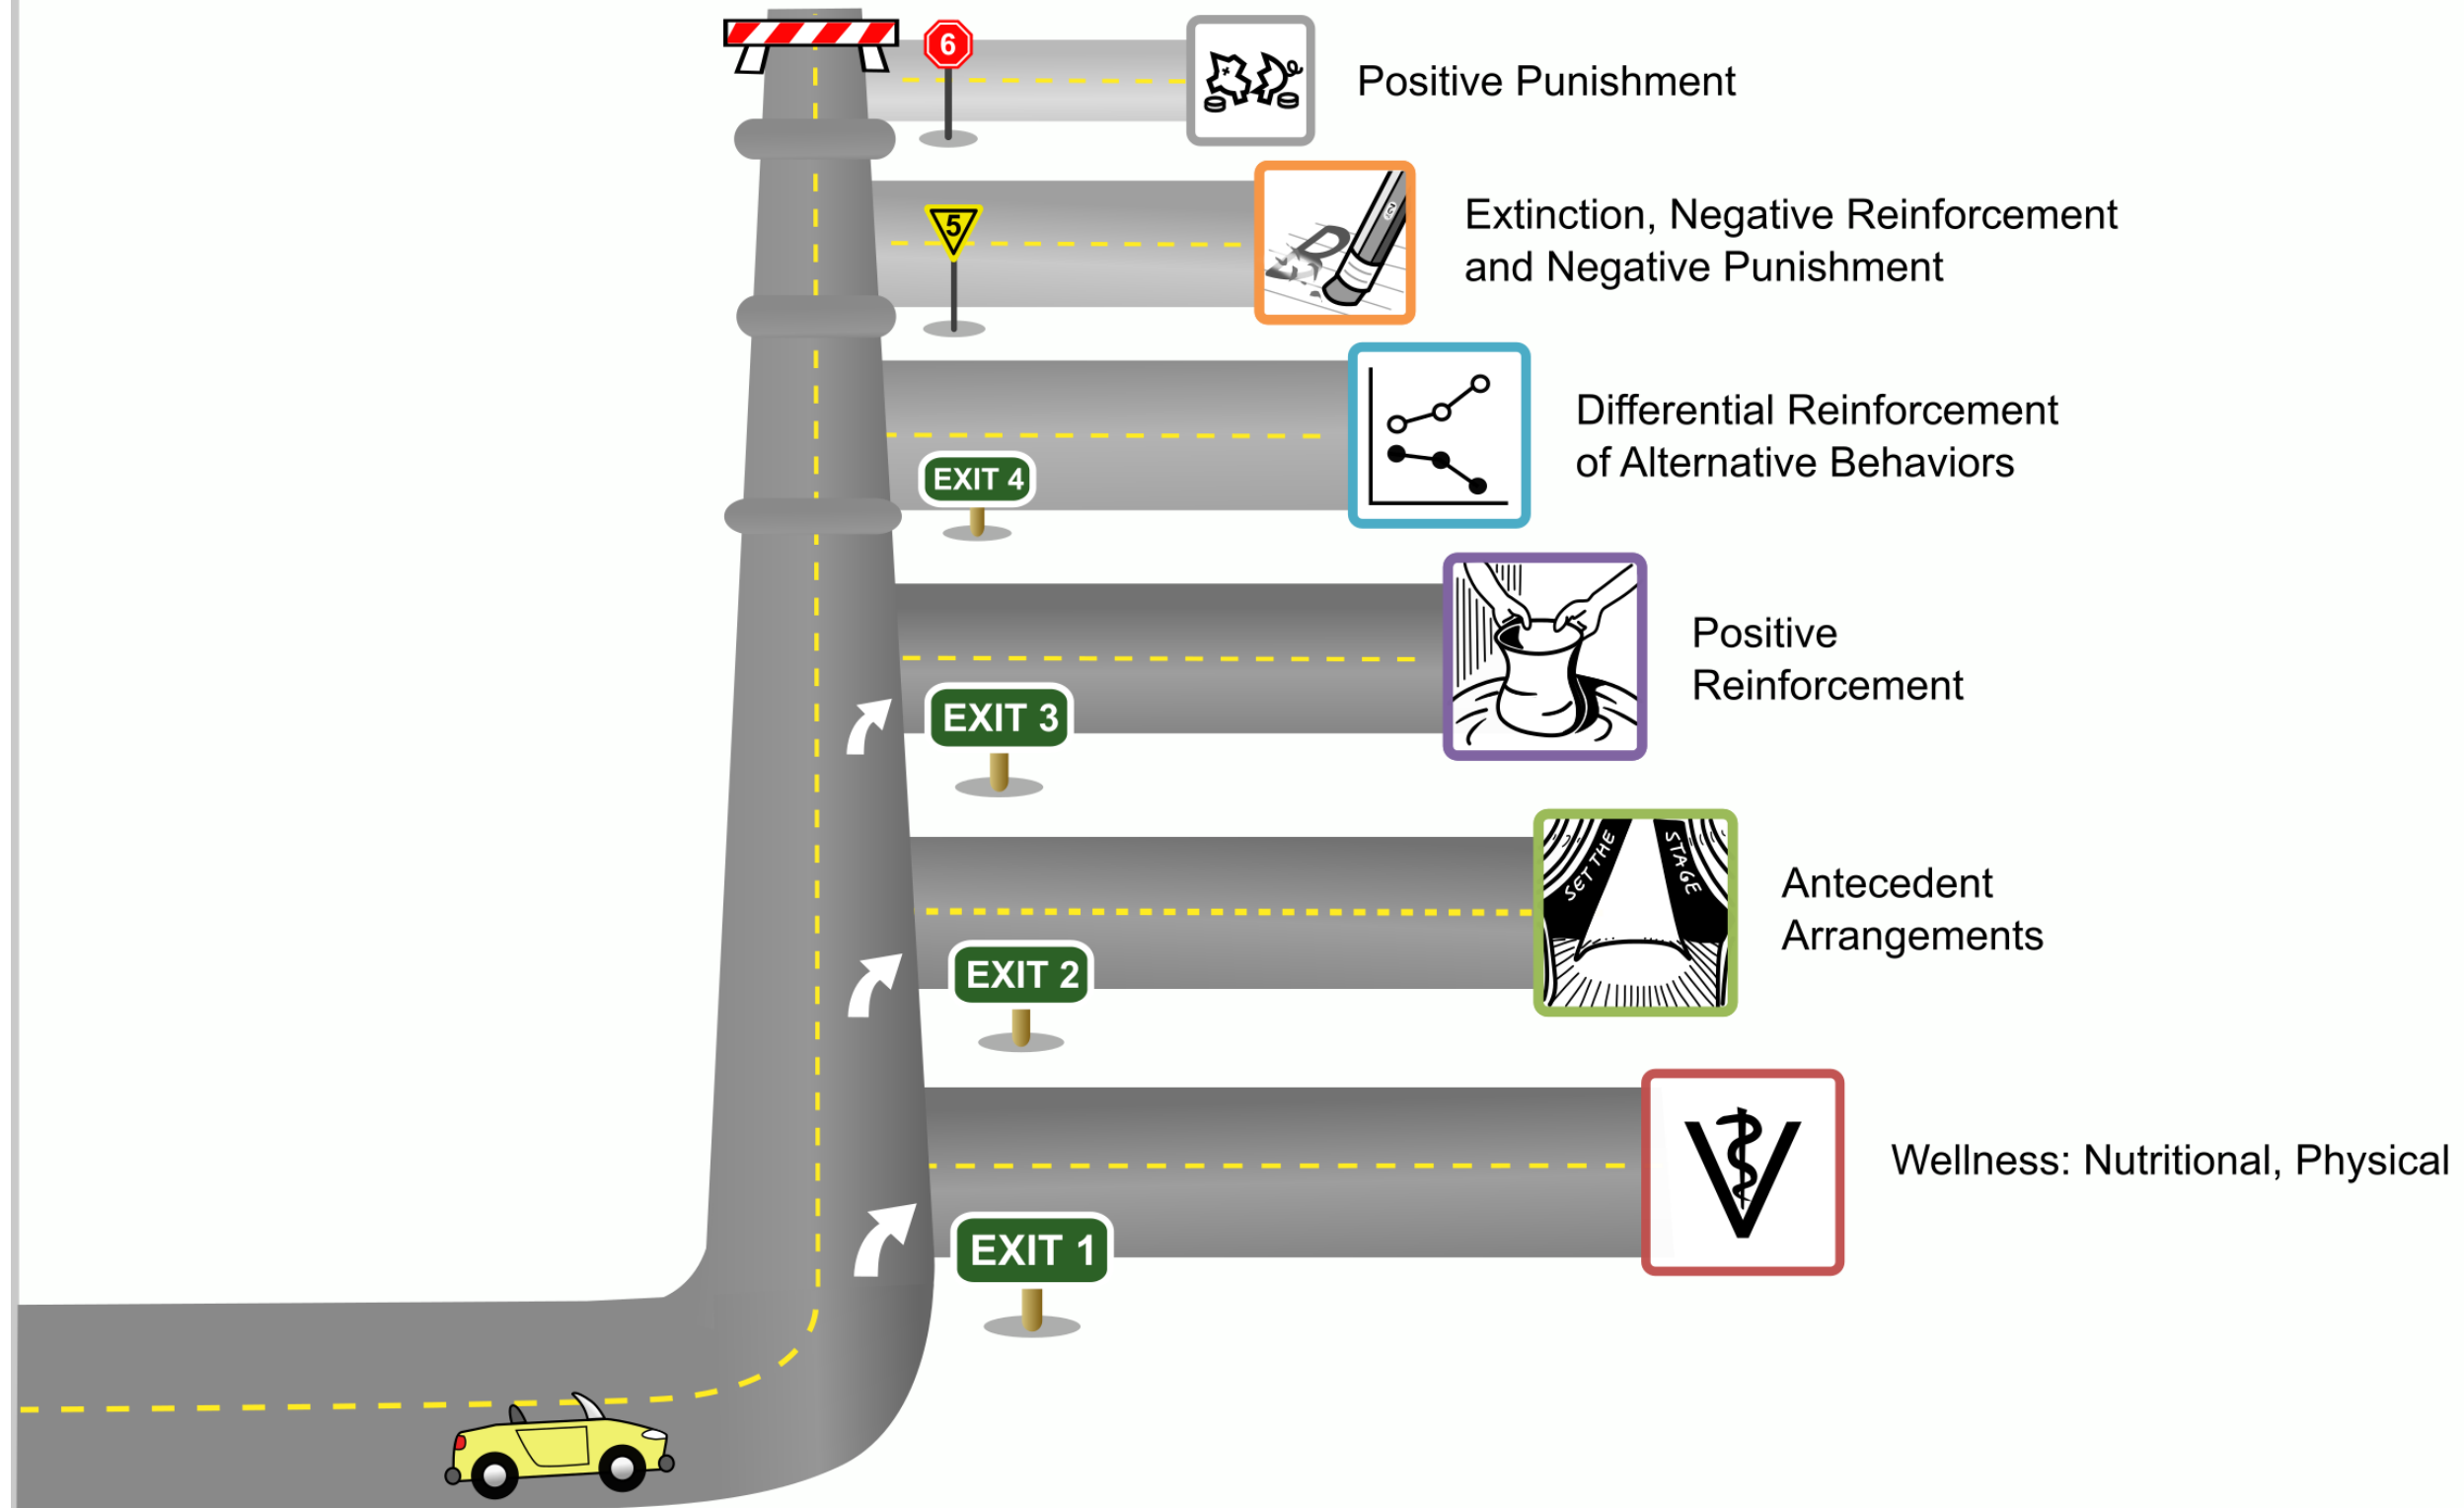 6
Positive Punishment
5
Extinction, Negative Reinforcement
and Negative Punishment
Differential Reinforcement
of Alternative Behaviors
EXIT 4
Positive
Reinforcement
EXIT 3
SET THE STAGE
Antecedent
Arrangements
EXIT 2
V
Wellness: Nutritional, Physical
EXIT 1